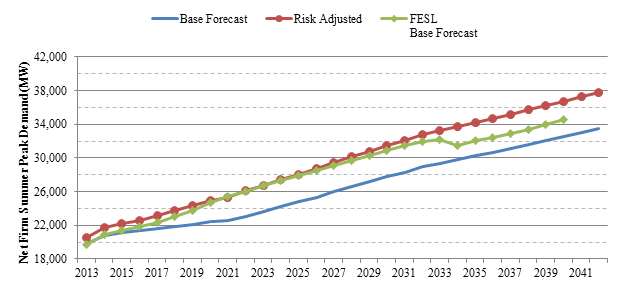 Base Forecast Risk Adjusted FESL
Base Forecast
Net Firm Summer Peak Demand(MW)
42,000
38,000
34,000
30,000
26,000
22,000
18,000
2013 2015 2017 2019 2021 2023 2025 2027 2029 2031 2033 2035 2037 2039 2041